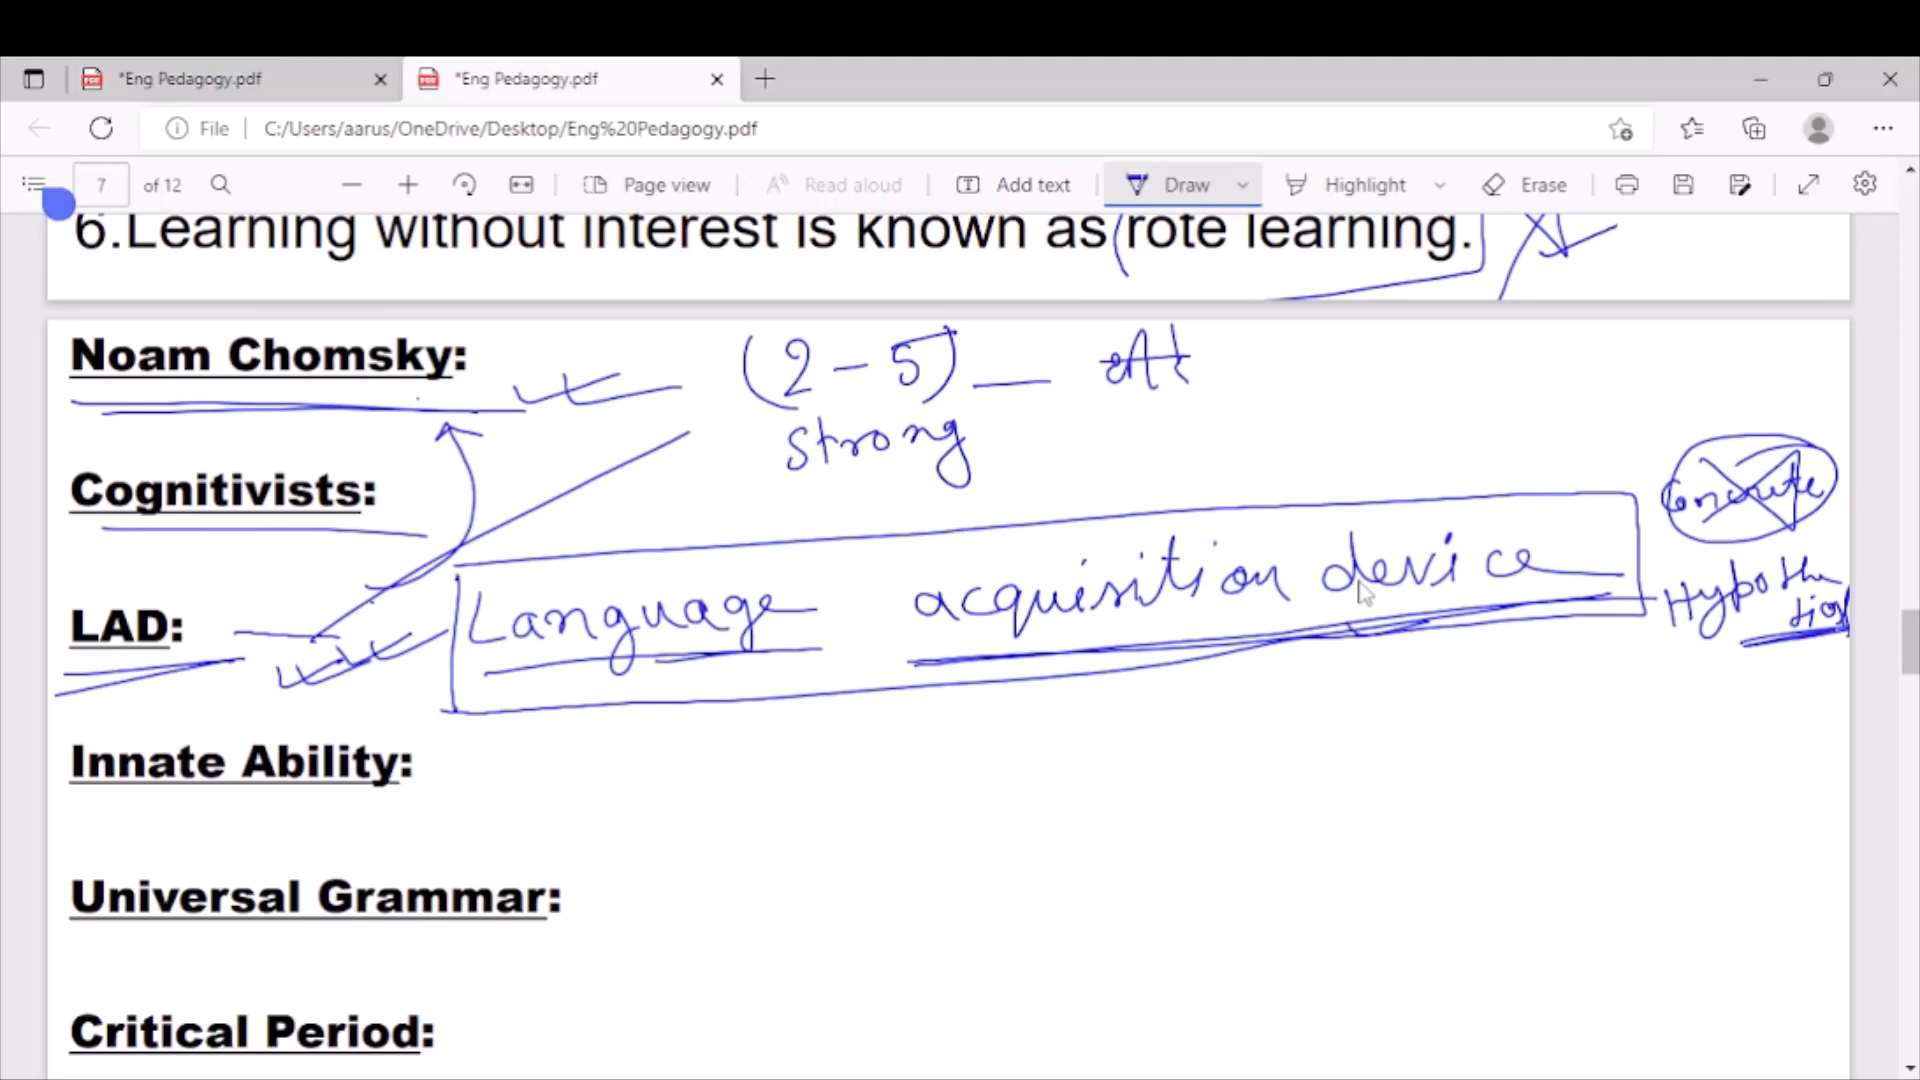 *Eng Pedagogy.pdf *Eng Pedagogy.pdf
File C:/Users/aarus/OneDrive/Desktop/Eng%20Pedagogy.pdf
7 of 12 Page view Read aloud Add text Draw Highlight Erase
6.Learning without interest is known as rote learning.
Noam Chomsky: (2-5)
strong
Cognitivists: Concrete
LAD: Language acquisition device
Innate Ability:
Universal Grammar:
Critical Period: